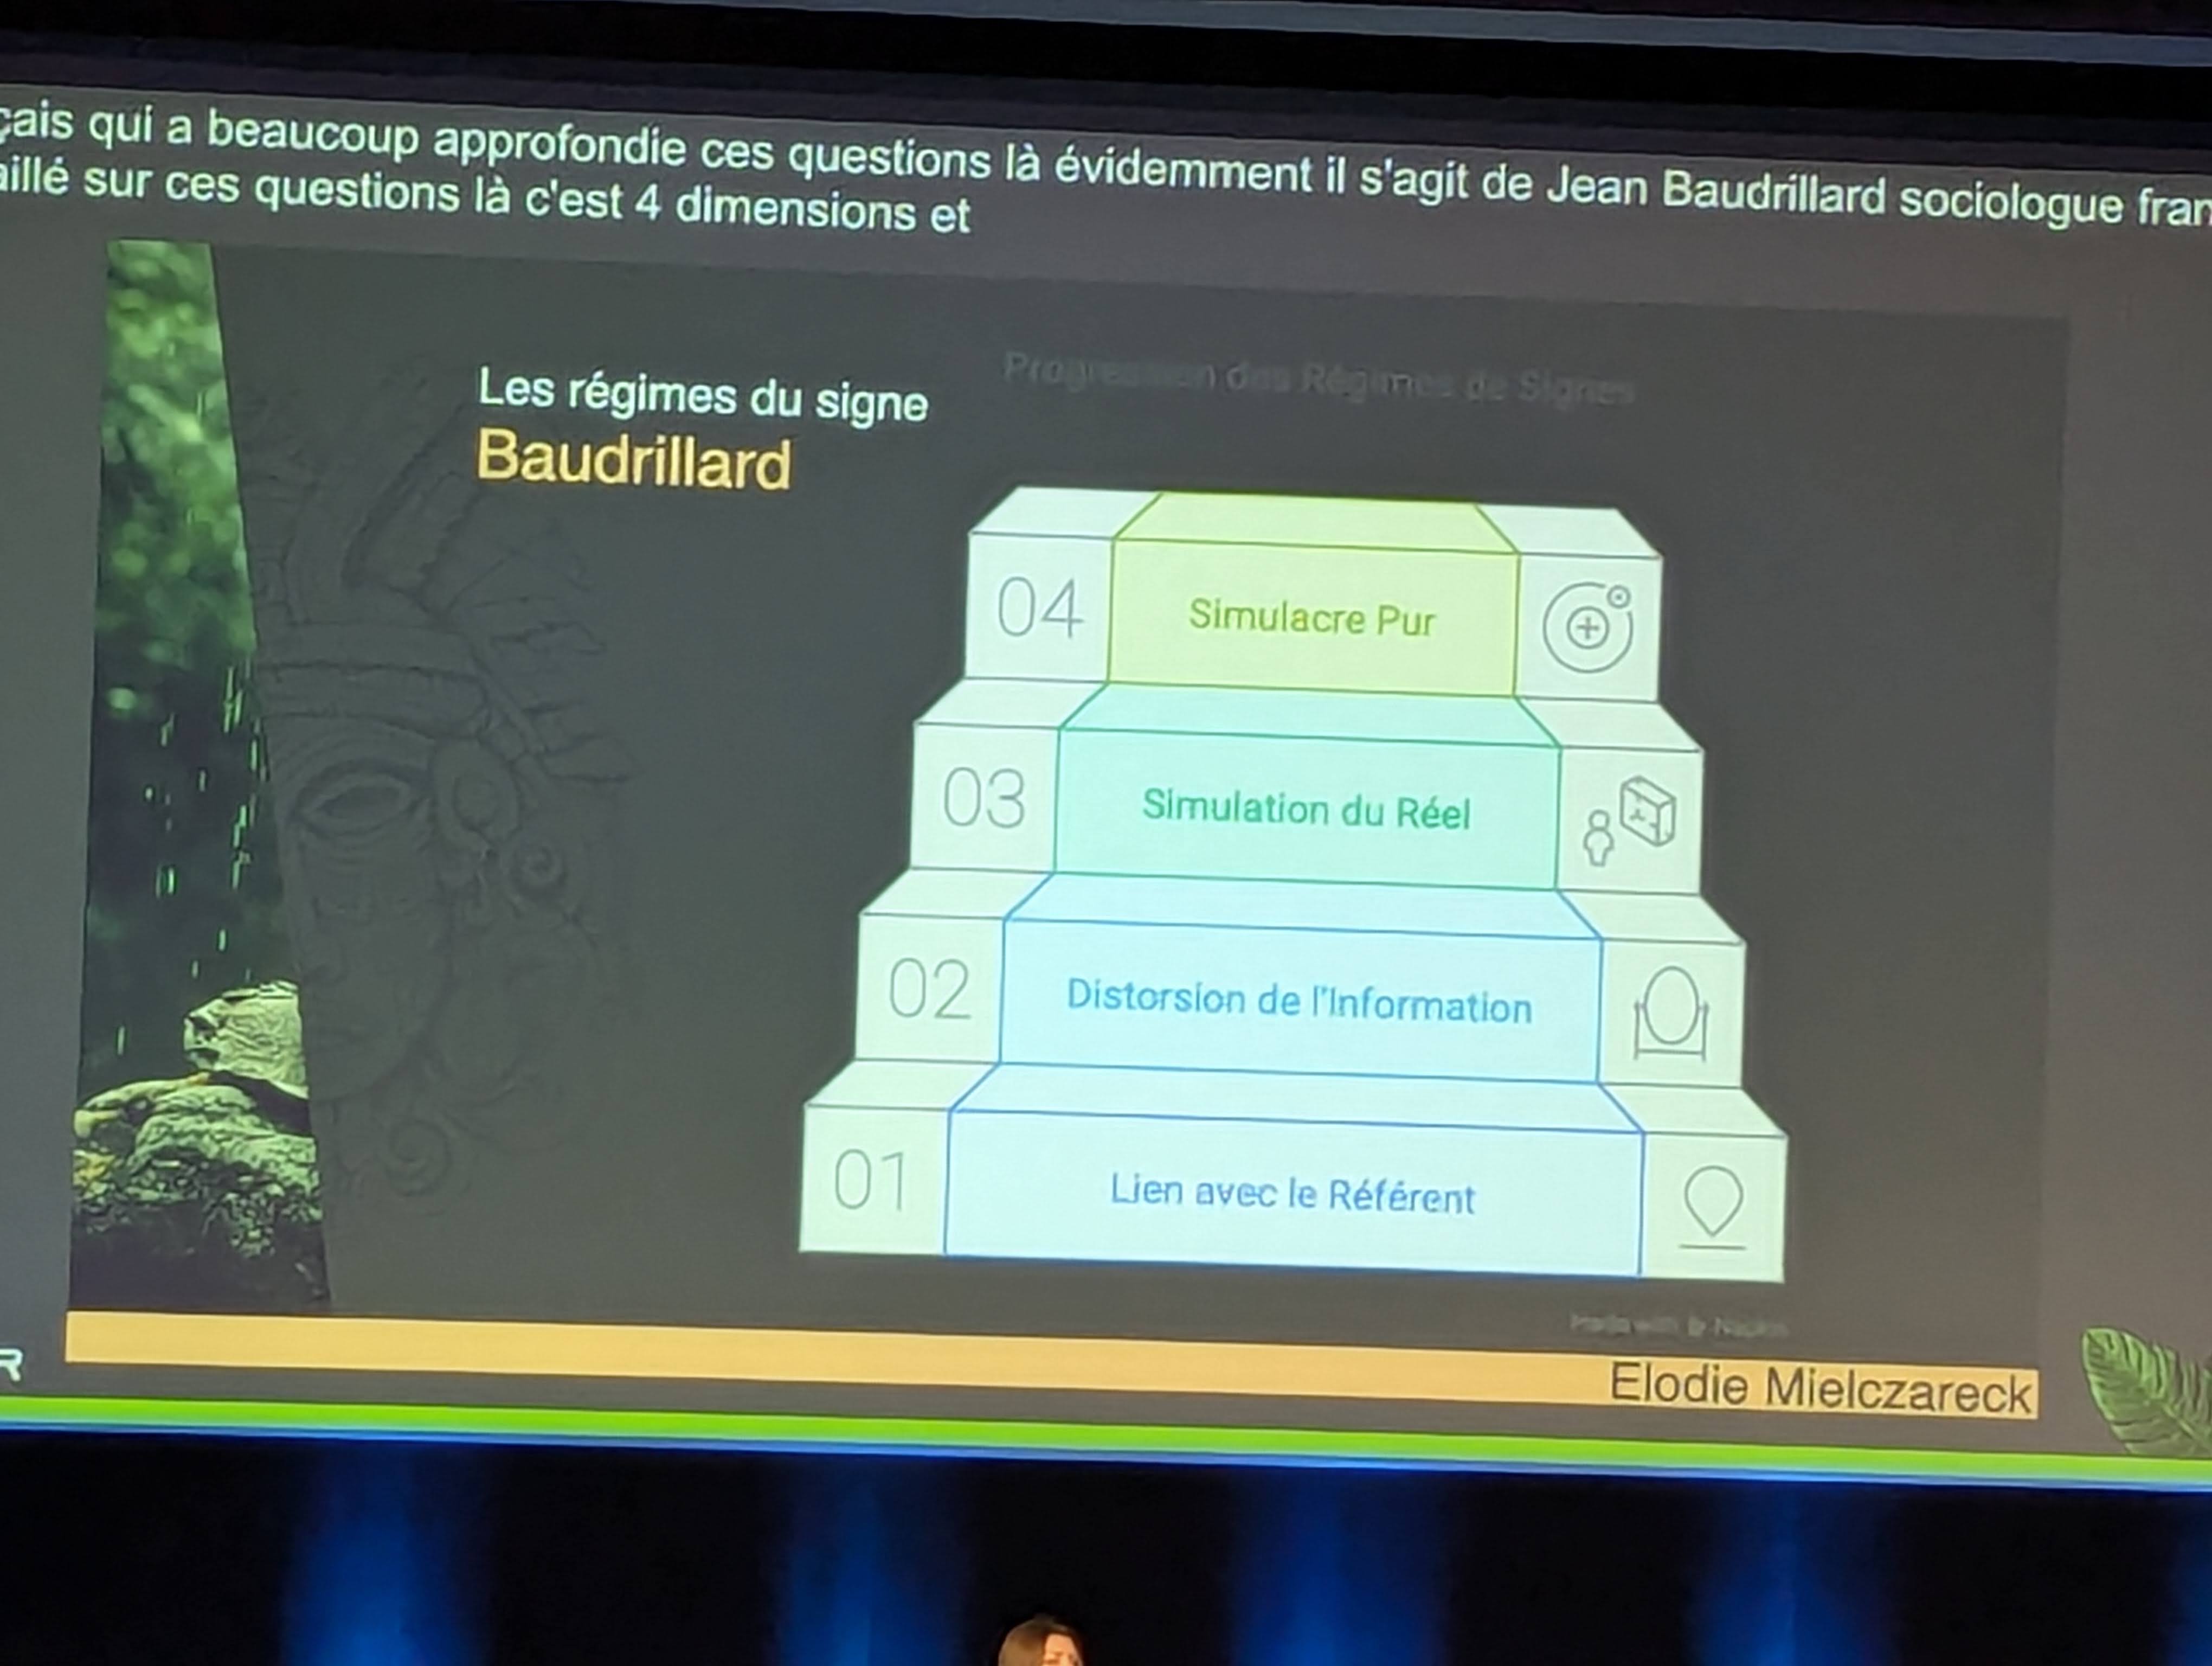 çais qui a beaucoup approfondie ces questions là évidemment il s'agit de Jean Baudrillard sociologue fran
aillé sur ces questions là c'est 4 dimensions et
Les régimes du signe
Baudrillard
Progression des Régimes de Signes
04
Simulacre Pur
03
Simulation du Réel
02
Distorsion de l'Information
01
Lien avec le Référent
Made with
Elodie Mielczareck
R